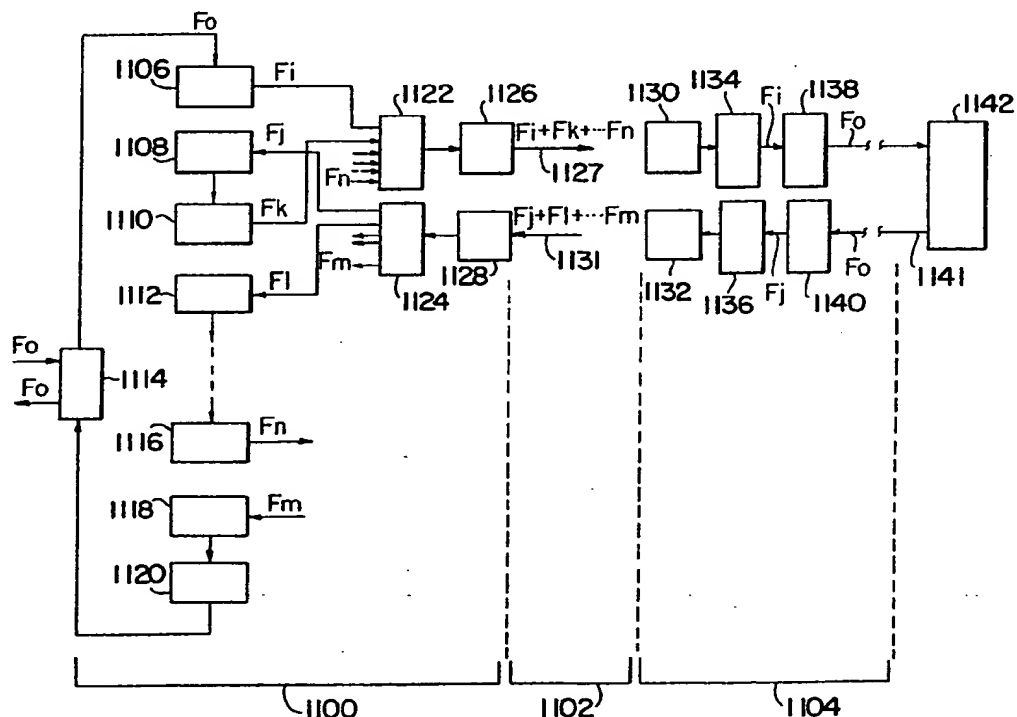 Fo
1106
Fi
1122
1126
1130
1134
1138
1142
1108
Fj
Fi+Fk+---Fn
Fi
Fo
Fn
1127
1110
Fk
Fj+Fl+---Fm
Fm
1131
1128
1132
1136
Fj
1140
Fo
1141
1112
Fl
1124
Fo
Fo
1114
1116
Fn
1118
Fm
1120
1100
1102
1104